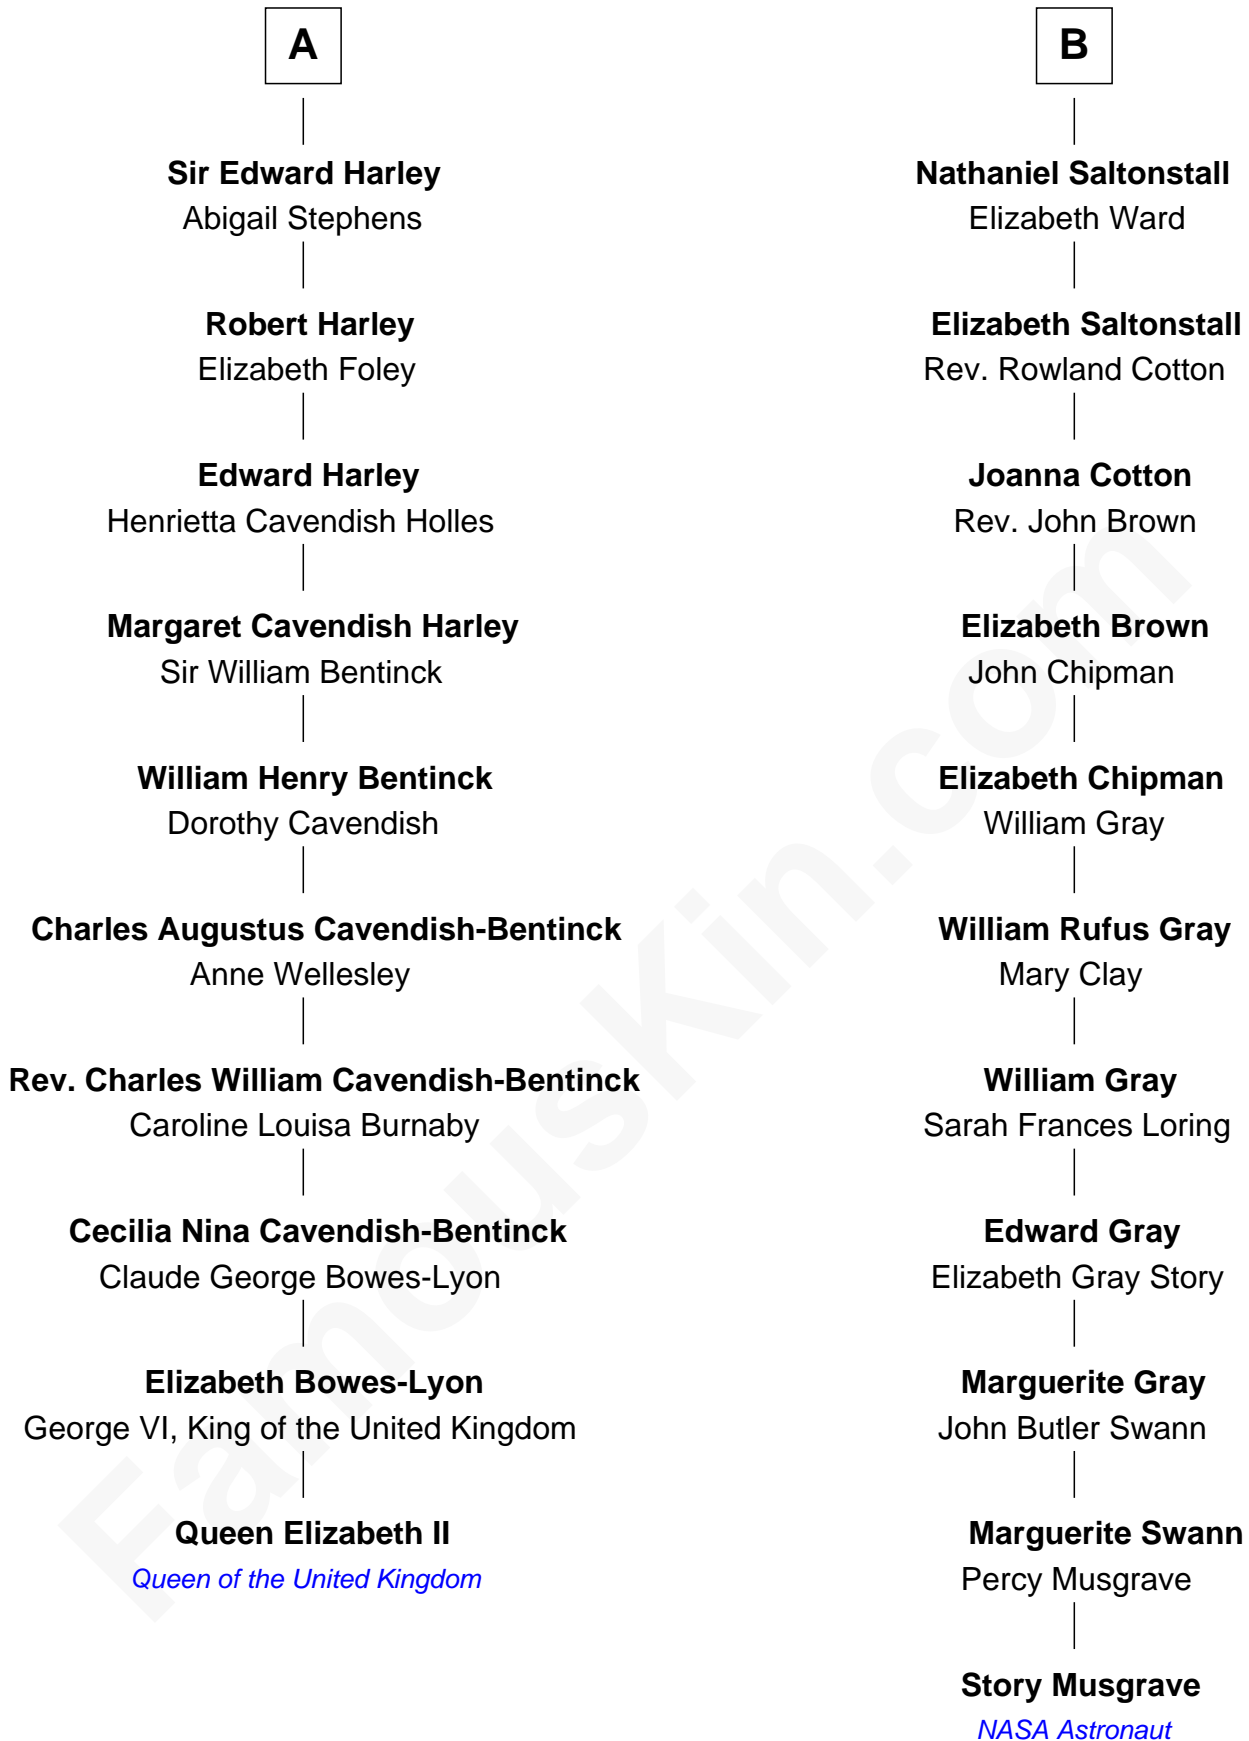 A
Sir Edward Harley
Abigail Stephens
Robert Harley
Elizabeth Foley
Edward Harley
Henrietta Cavendish Holles
Margaret Cavendish Harley
Sir William Bentinck
William Henry Bentinck
Dorothy Cavendish
Charles Augustus Cavendish-Bentinck
Anne Wellesley
Rev. Charles William Cavendish-Bentinck
Caroline Louisa Burnaby
Cecilia Nina Cavendish-Bentinck
Claude George Bowes-Lyon
Elizabeth Bowes-Lyon
George VI, King of the United Kingdom
Queen Elizabeth II
Queen of the United Kingdom
B
Nathaniel Saltonstall
Elizabeth Ward
Elizabeth Saltonstall
Rev. Rowland Cotton
Joanna Cotton
Rev. John Brown
Elizabeth Brown
John Chipman
Elizabeth Chipman
William Gray
William Rufus Gray
Mary Clay
William Gray
Sarah Frances Loring
Edward Gray
Elizabeth Gray Story
Marguerite Gray
John Butler Swann
Marguerite Swann
Percy Musgrave
Story Musgrave
NASA Astronaut
FamousKin.com